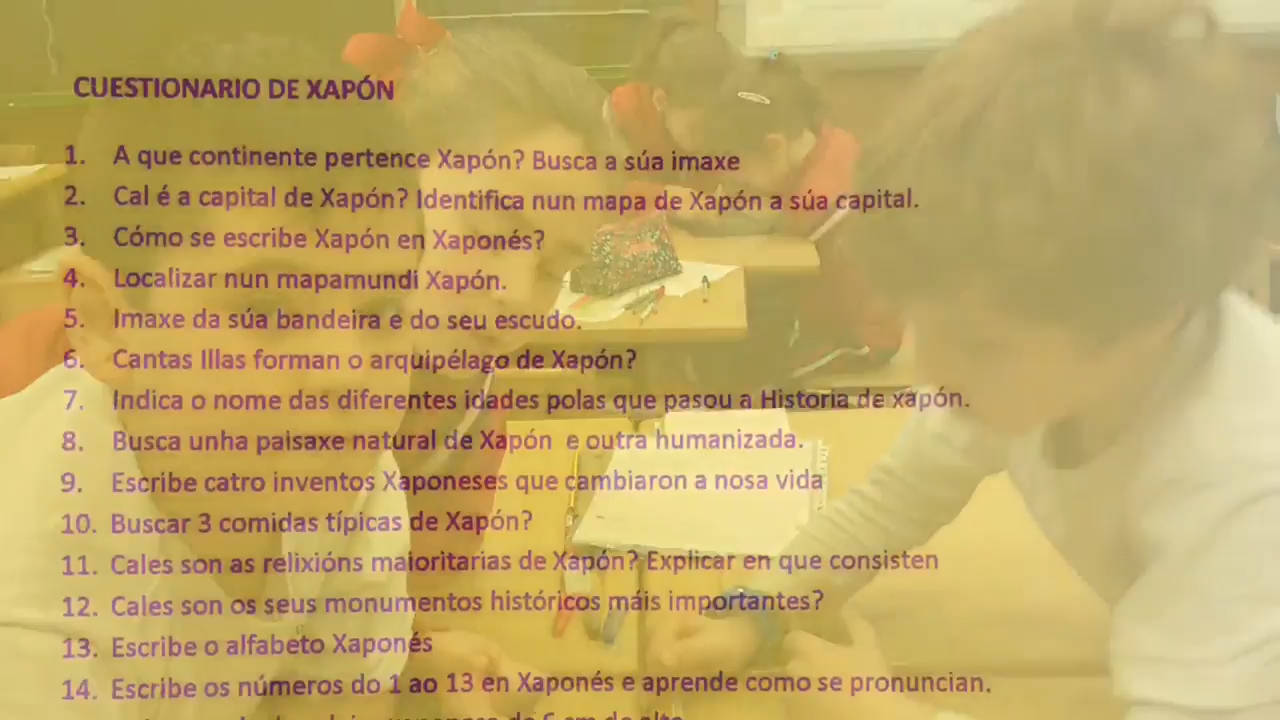 CUESTIONARIO DE XAPÓN
1. A que continente pertence Xapón? Busca a súa imaxe
2. Cal é a capital de Xapón? Identifica nun mapa de Xapón a súa capital.
3. Cómo se escribe Xapón en Xaponés?
4. Localizar nun mapamundi Xapón.
5. Imaxe da súa bandeira e do seu escudo.
6. Cantas Illas forman o arquipélago de Xapón?
7. Indica o nome das diferentes idades polas que pasou a Historia de xapón.
8. Busca unha paisaxe natural de Xapón e outra humanizada.
9. Escribe catro inventos Xaponeses que cambiaron a nosa vida
10. Buscar 3 comidas típicas de Xapón?
11. Cales son as relixións maioritarias de Xapón? Explicar en que consisten
12. Cales son os seus monumentos históricos máis importantes?
13. Escribe o alfabeto Xaponés
14. Escribe os números do 1 ao 13 en Xaponés e aprende como se pronuncian.